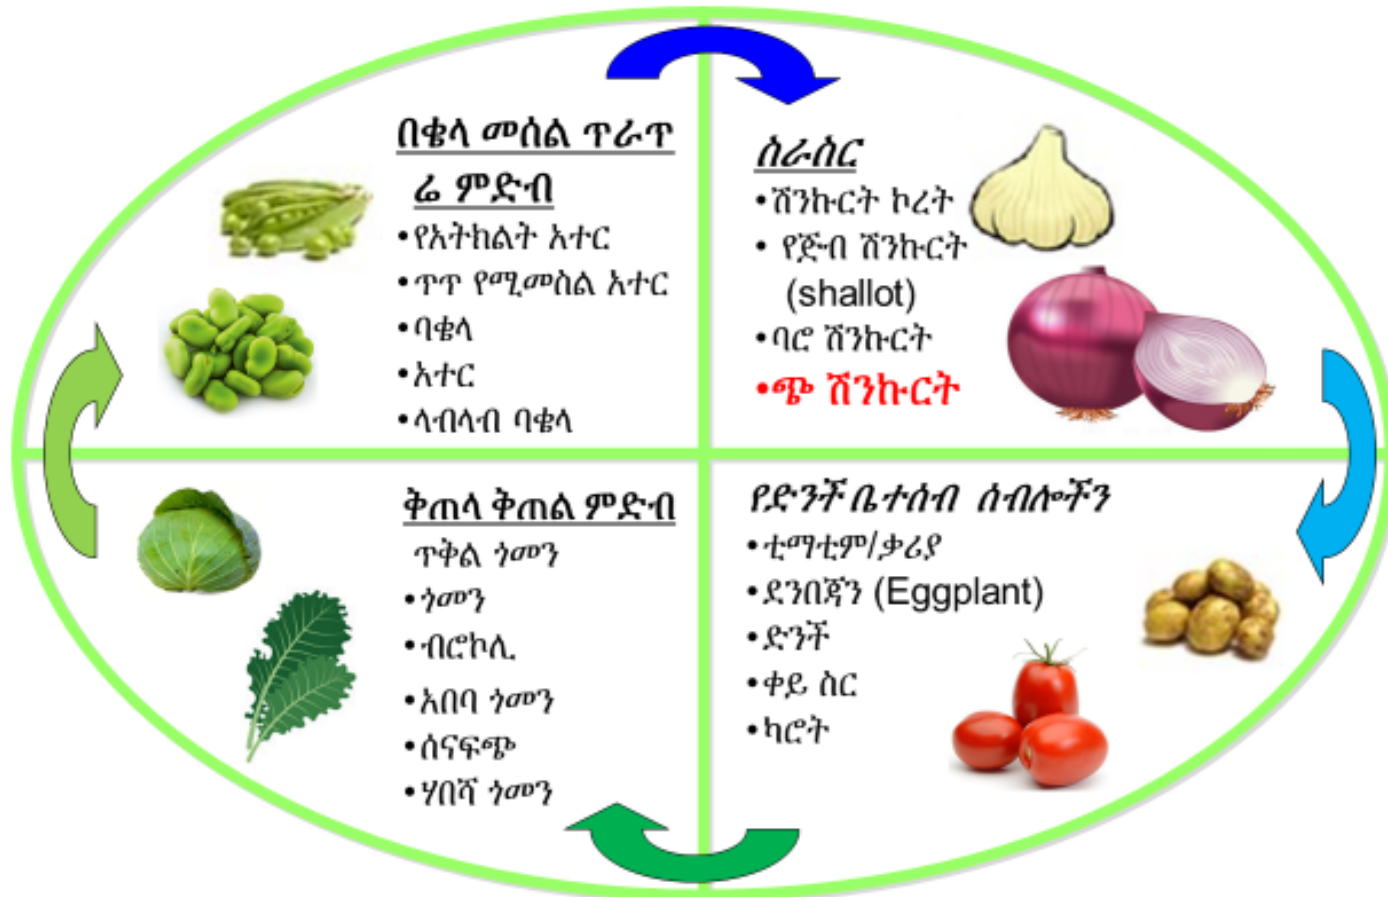 በቄላ መሰል ጥራጥ
ሬ ምድብ
•የአትክልት አተር
•ጥጥ የሚመስል አተር
•ባቄላ
•አተር
•ላብላብ ባቄላ
ስራስር
•ሽንኩርት ኮረት
• የጅብ ሽንኩርት
(shallot)
•ባሮ ሽንኩርት
•ጭ ሽንኩርት
ቅጠላ ቅጠል ምድብ
ጥቅል ጎመን
•ጎመን
•ብሮኮሊ
•አበባ ጎመን
•ሰናፍጭ
•ሃበሻ ጎመን
የድንች ቤተሰብ ሰብሎችን
•ቲማቲም/ቃሪያ
•ደንበጃን (Eggplant)
•ድንች
•ቀይ ስር
•ካሮት